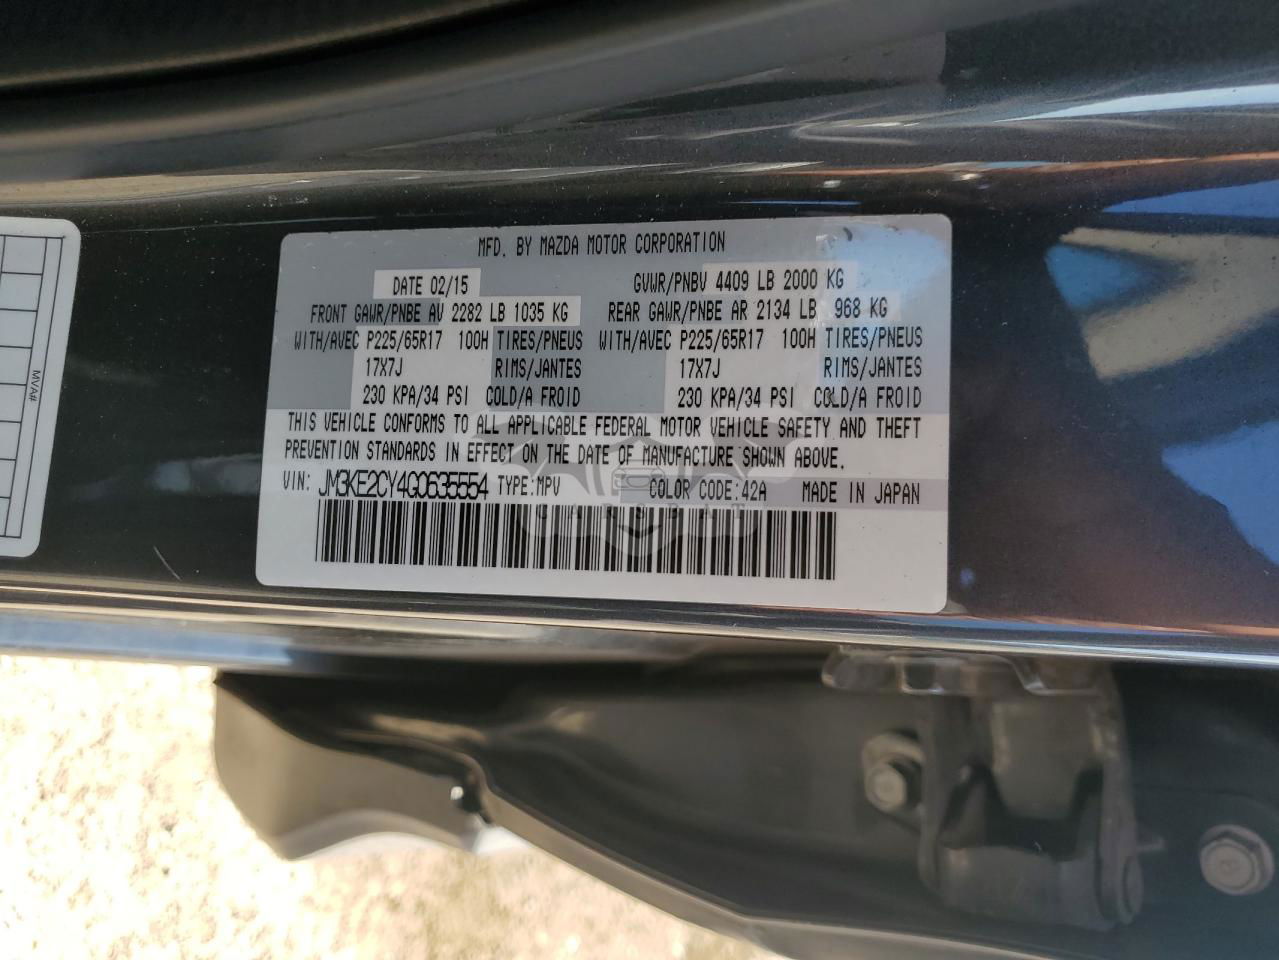 MFD. BY MAZDA MOTOR CORPORATION
DATE 02/15 GVWR/PNBV 4409 LB 2000 KG
FRONT GAWR/PNBE AV 2282 LB 1035 KG REAR GAWR/PNBE AR 2134 LB 968 KG
WITH/AVEC P225/65R17 100H TIRES/PNEUS WITH/AVEC P225/65R17 100H TIRES/PNEUS
17X7J RIMS/JANTES 17X7J RIMS/JANTES
230 KPA/34 PSI COLD/A FROID 230 KPA/34 PSI COLD/A FROID
THIS VEHICLE CONFORMS TO ALL APPLICABLE FEDERAL MOTOR VEHICLE SAFETY AND THEFT
PREVENTION STANDARDS IN EFFECT ON THE DATE OF MANUFACTURE SHOWN ABOVE.
VIN: JM3KE2CY4G0635554 TYPE:MPV COLOR CODE:42A MADE IN JAPAN
CARSBAT
MVA#